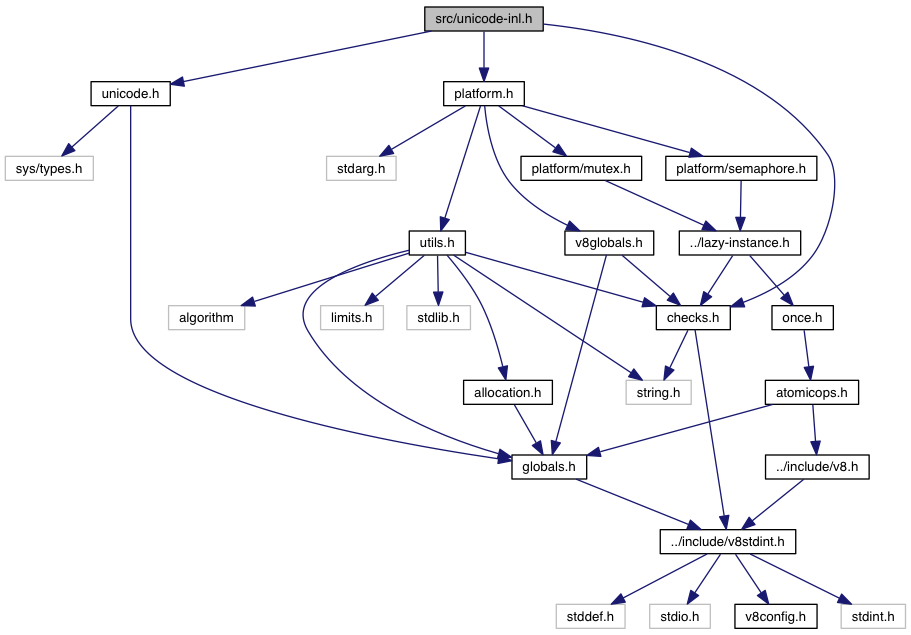 src/unicode-inl.h
unicode.h
platform.h
sys/types.h
stdarg.h
platform/mutex.h
platform/semaphore.h
utils.h
v8globals.h
../lazy-instance.h
algorithm
limits.h
stdlib.h
checks.h
once.h
allocation.h
string.h
atomicops.h
globals.h
../include/v8.h
../include/v8stdint.h
stddef.h
stdio.h
v8config.h
stdint.h